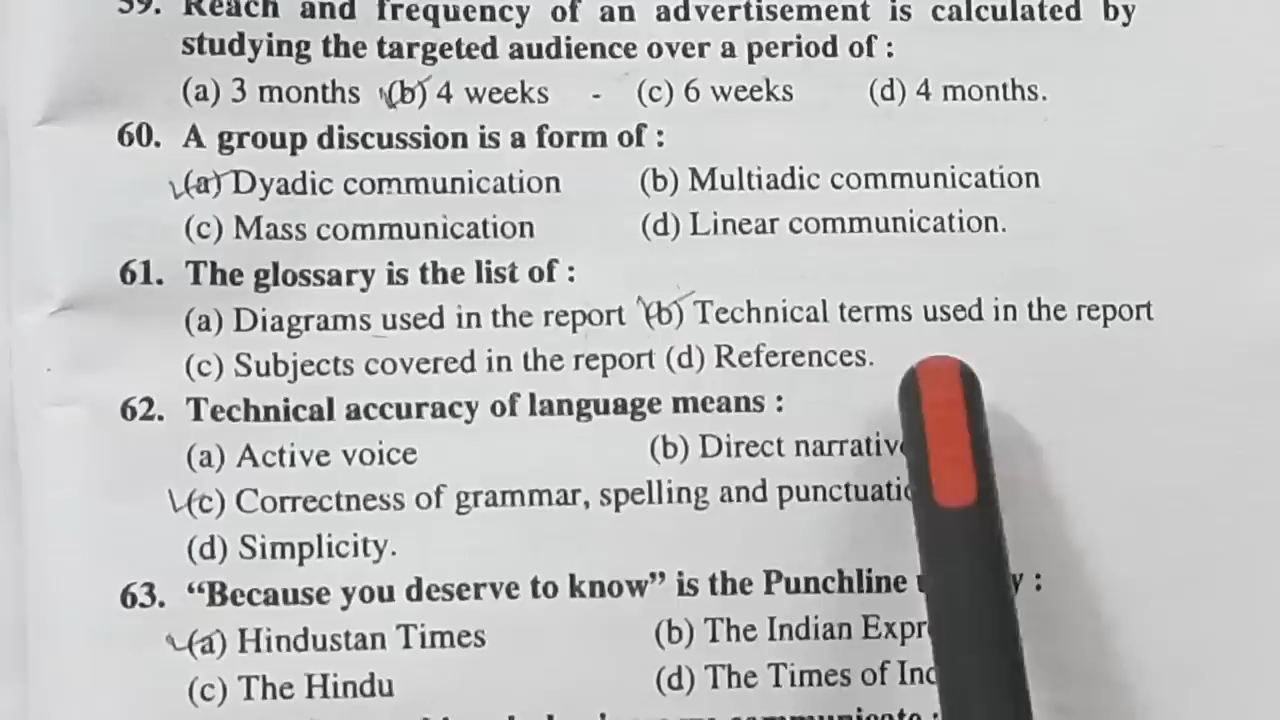 59. Reach and frequency of an advertisement is calculated by
studying the targeted audience over a period of :
(a) 3 months (b) 4 weeks - (c) 6 weeks (d) 4 months.
60. A group discussion is a form of :
(a) Dyadic communication (b) Multiadic communication
(c) Mass communication (d) Linear communication.
61. The glossary is the list of :
(a) Diagrams used in the report (b) Technical terms used in the report
(c) Subjects covered in the report (d) References.
62. Technical accuracy of language means :
(a) Active voice (b) Direct narrative
(c) Correctness of grammar, spelling and punctuatio
(d) Simplicity.
63. “Because you deserve to know” is the Punchline y :
(a) Hindustan Times (b) The Indian Expr
(c) The Hindu (d) The Times of Ind
communicate :